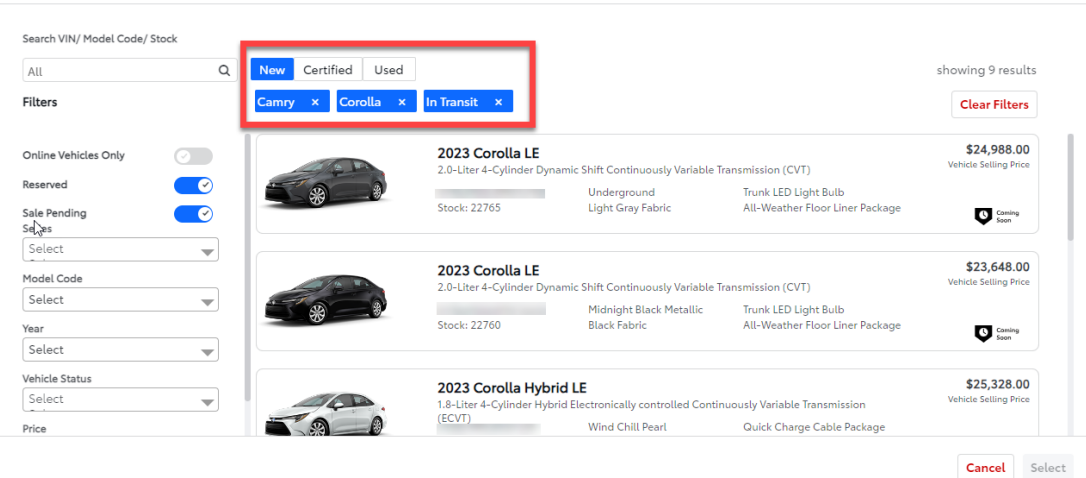 Search VIN/ Model Code/ Stock
All
Filters
Online Vehicles Only
Reserved
Sale Pending
Select
Model Code
Select
Year
Select
Vehicle Status
Select
Price
New Certified Used
Camry × Corolla × In Transit ×
showing 9 results
Clear Filters
2023 Corolla LE
2.0-Liter 4-Cylinder Dynamic Shift Continuously Variable Transmission (CVT)
Underground Trunk LED Light Bulb
Stock: 22765 Light Gray Fabric All-Weather Floor Liner Package
$24,988.00
Vehicle Selling Price
Coming
Soon
2023 Corolla LE
2.0-Liter 4-Cylinder Dynamic Shift Continuously Variable Transmission (CVT)
Midnight Black Metallic Trunk LED Light Bulb
Stock: 22760 Black Fabric All-Weather Floor Liner Package
$23,648.00
Vehicle Selling Price
Coming
Soon
2023 Corolla Hybrid LE
1.8-Liter 4-Cylinder Hybrid Electronically controlled Continuously Variable Transmission
(ECVT)
Wind Chill Pearl Quick Charge Cable Package
$25,328.00
Vehicle Selling Price
Cancel Select